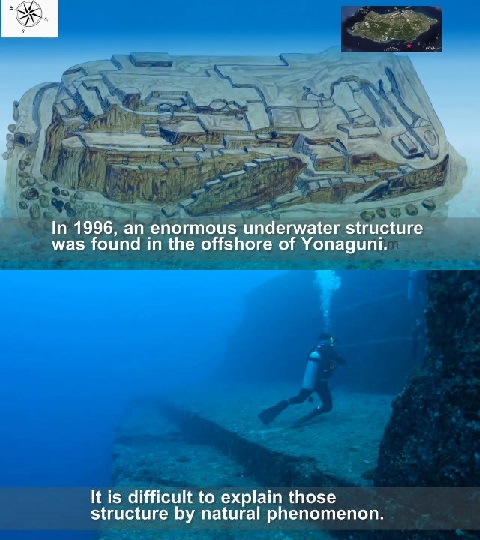 In 1996, an enormous underwater structure
was found in the offshore of Yonaguni.
It is difficult to explain those
structure by natural phenomenon.